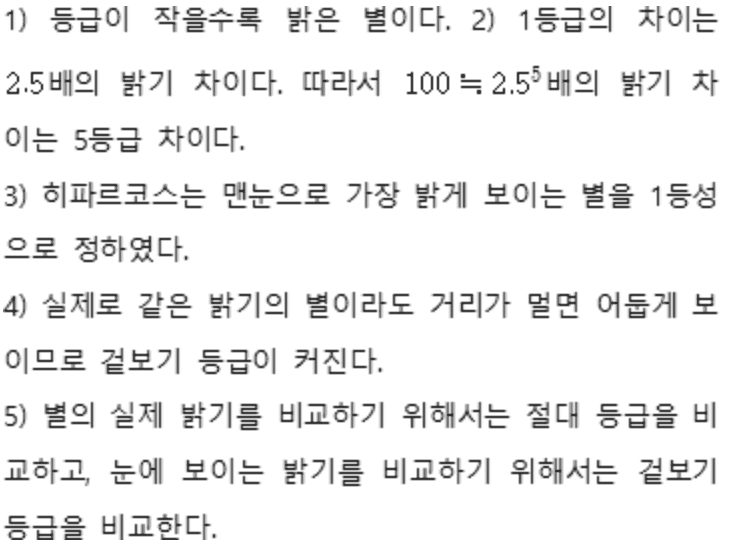 1) 등급이 작을수록 밝은 별이다. 2) 1등급의 차이는
2.5배의 밝기 차이다. 따라서 100≒2.5⁵배의 밝기 차
이는 5등급 차이다.
3) 히파르코스는 맨눈으로 가장 밝게 보이는 별을 1등성
으로 정하였다.
4) 실제로 같은 밝기의 별이라도 거리가 멀면 어둡게 보
이므로 겉보기 등급이 커진다.
5) 별의 실제 밝기를 비교하기 위해서는 절대 등급을 비
교하고, 눈에 보이는 밝기를 비교하기 위해서는 겉보기
등급을 비교한다.